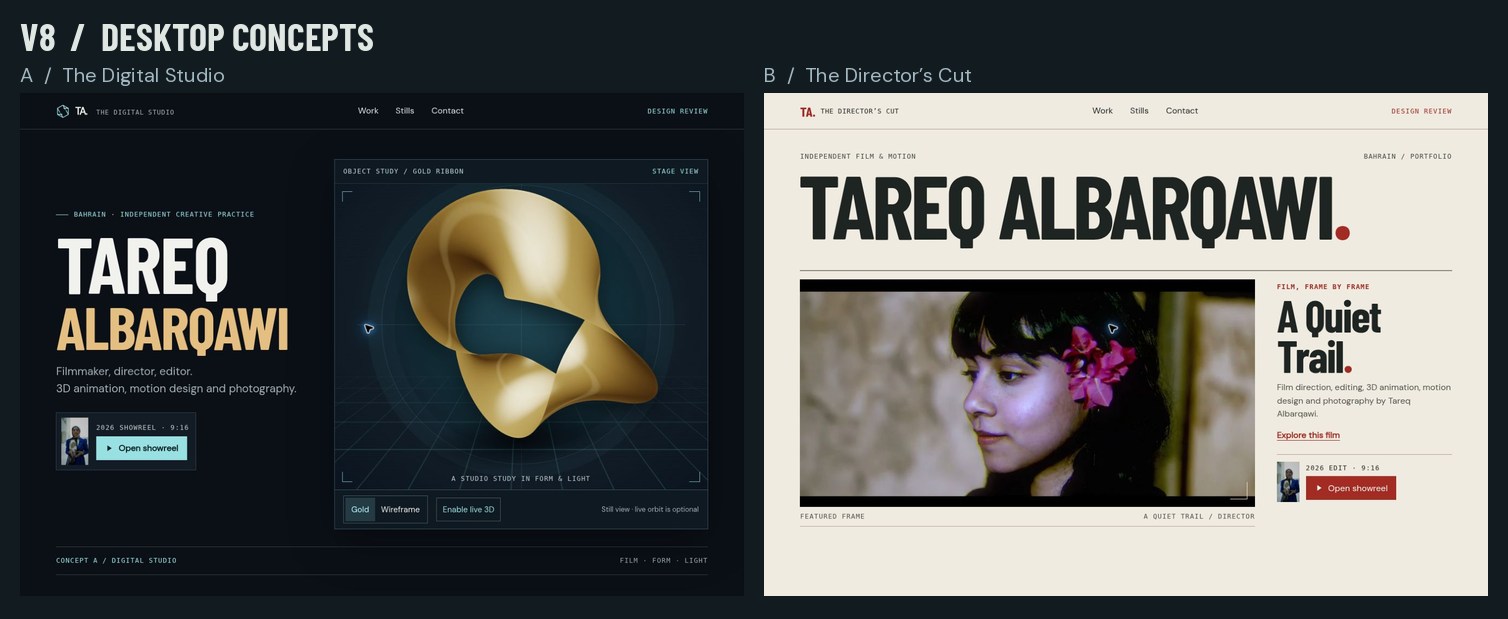 V8 / DESKTOP CONCEPTS
A / The Digital Studio
TA. THE DIGITAL STUDIO
Work Stills Contact
DESIGN REVIEW
OBJECT STUDY / GOLD RIBBON
STAGE VIEW
BAHRAIN · INDEPENDENT CREATIVE PRACTICE
TAREQ
ALBARQAWI
Filmmaker, director, editor.
3D animation, motion design and photography.
2026 SHOWREEL · 9:16
Open showreel
A STUDIO STUDY IN FORM & LIGHT
Gold Wireframe Enable live 3D
Still view · live orbit is optional
CONCEPT A / DIGITAL STUDIO
FILM · FORM · LIGHT
B / The Director’s Cut
TA. THE DIRECTOR’S CUT
Work Stills Contact
DESIGN REVIEW
INDEPENDENT FILM & MOTION
BAHRAIN / PORTFOLIO
TAREQ ALBARQAWI.
FILM, FRAME BY FRAME
A Quiet
Trail.
Film direction, editing, 3D animation, motion
design and photography by Tareq
Albarqawi.
Explore this film
2026 EDIT · 9:16
Open showreel
FEATURED FRAME
A QUIET TRAIL / DIRECTOR